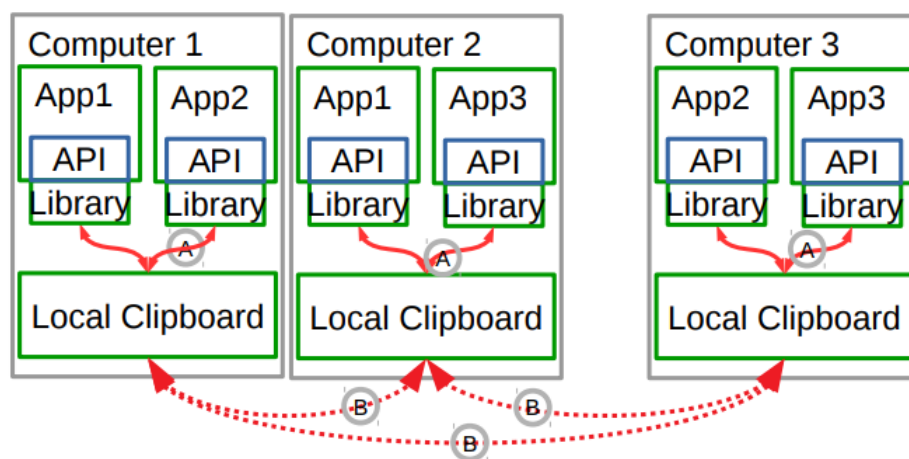 Computer 1
App1
App2
API
API
Library
Library
A
Local Clipboard
Computer 2
App1
App3
API
API
Library
Library
A
Local Clipboard
Computer 3
App2
App3
API
API
Library
Library
A
Local Clipboard
B
B
B